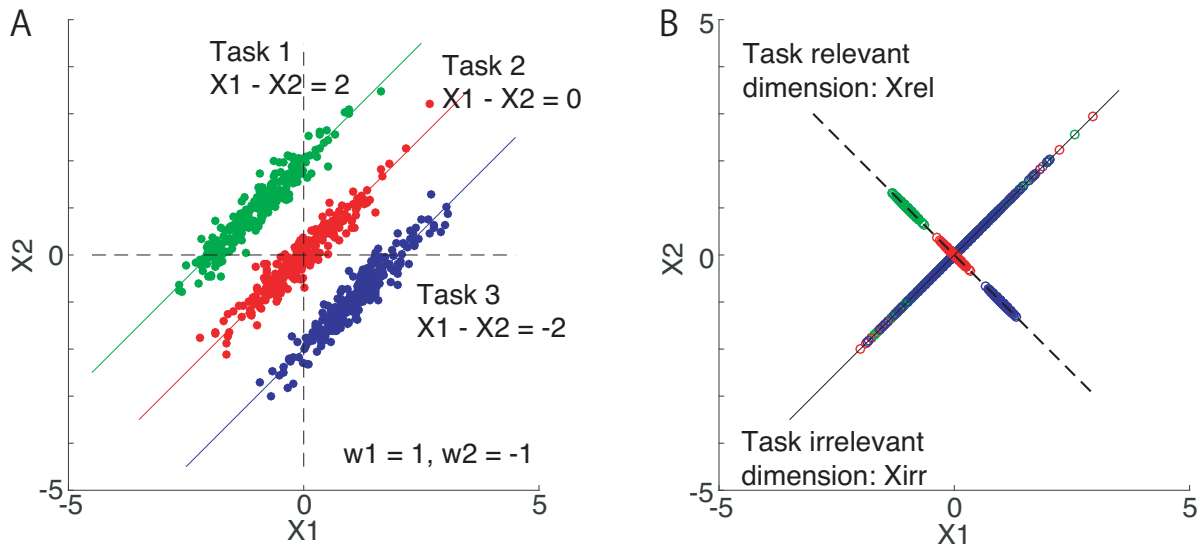 A
Task 1
X1 - X2 = 2
Task 2
X1 - X2 = 0
Task 3
X1 - X2 = -2
w1 = 1, w2 = -1
X2
0
-5
-5
0
5
X1
B
5
Task relevant
dimension: Xrel
X2
0
Task irrelevant
dimension: Xirr
-5
-5
0
5
X1